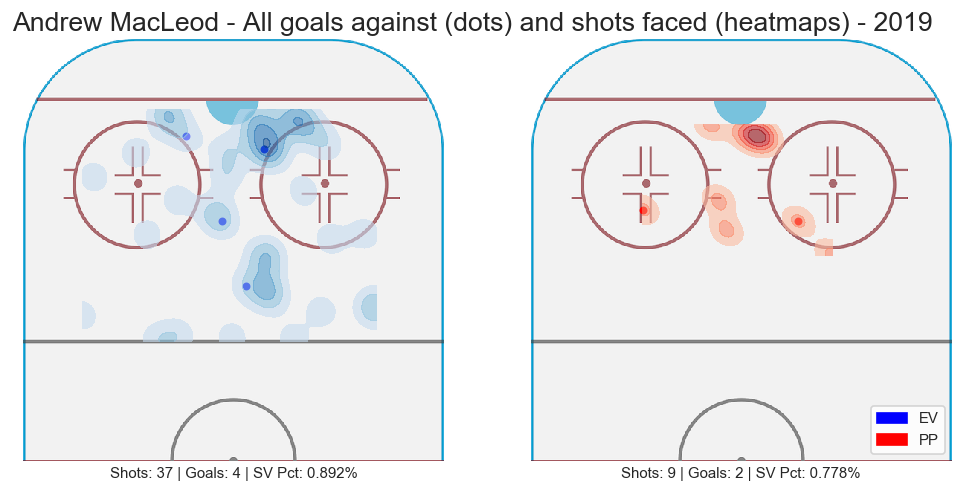 Andrew MacLeod - All goals against (dots) and shots faced (heatmaps) - 2019
EV
PP
Shots: 37 | Goals: 4 | SV Pct: 0.892%
Shots: 9 | Goals: 2 | SV Pct: 0.778%